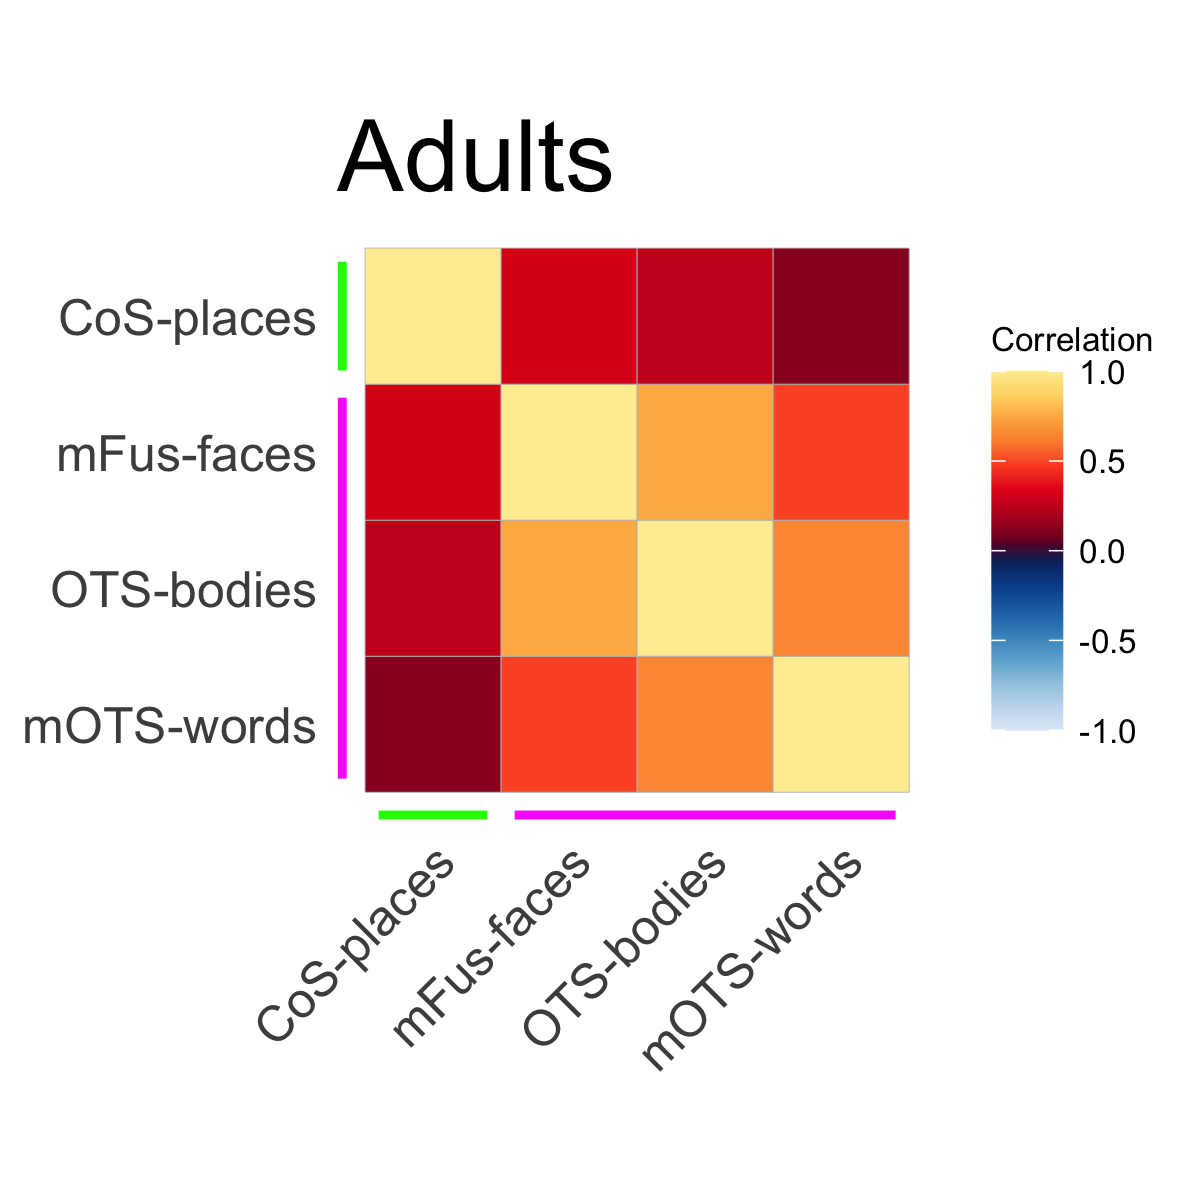 Adults
CoS-places
mFus-faces
OTS-bodies
mOTS-words
CoS-places
mFus-faces
OTS-bodies
mOTS-words
Correlation
1.0
0.5
0.0
-0.5
-1.0